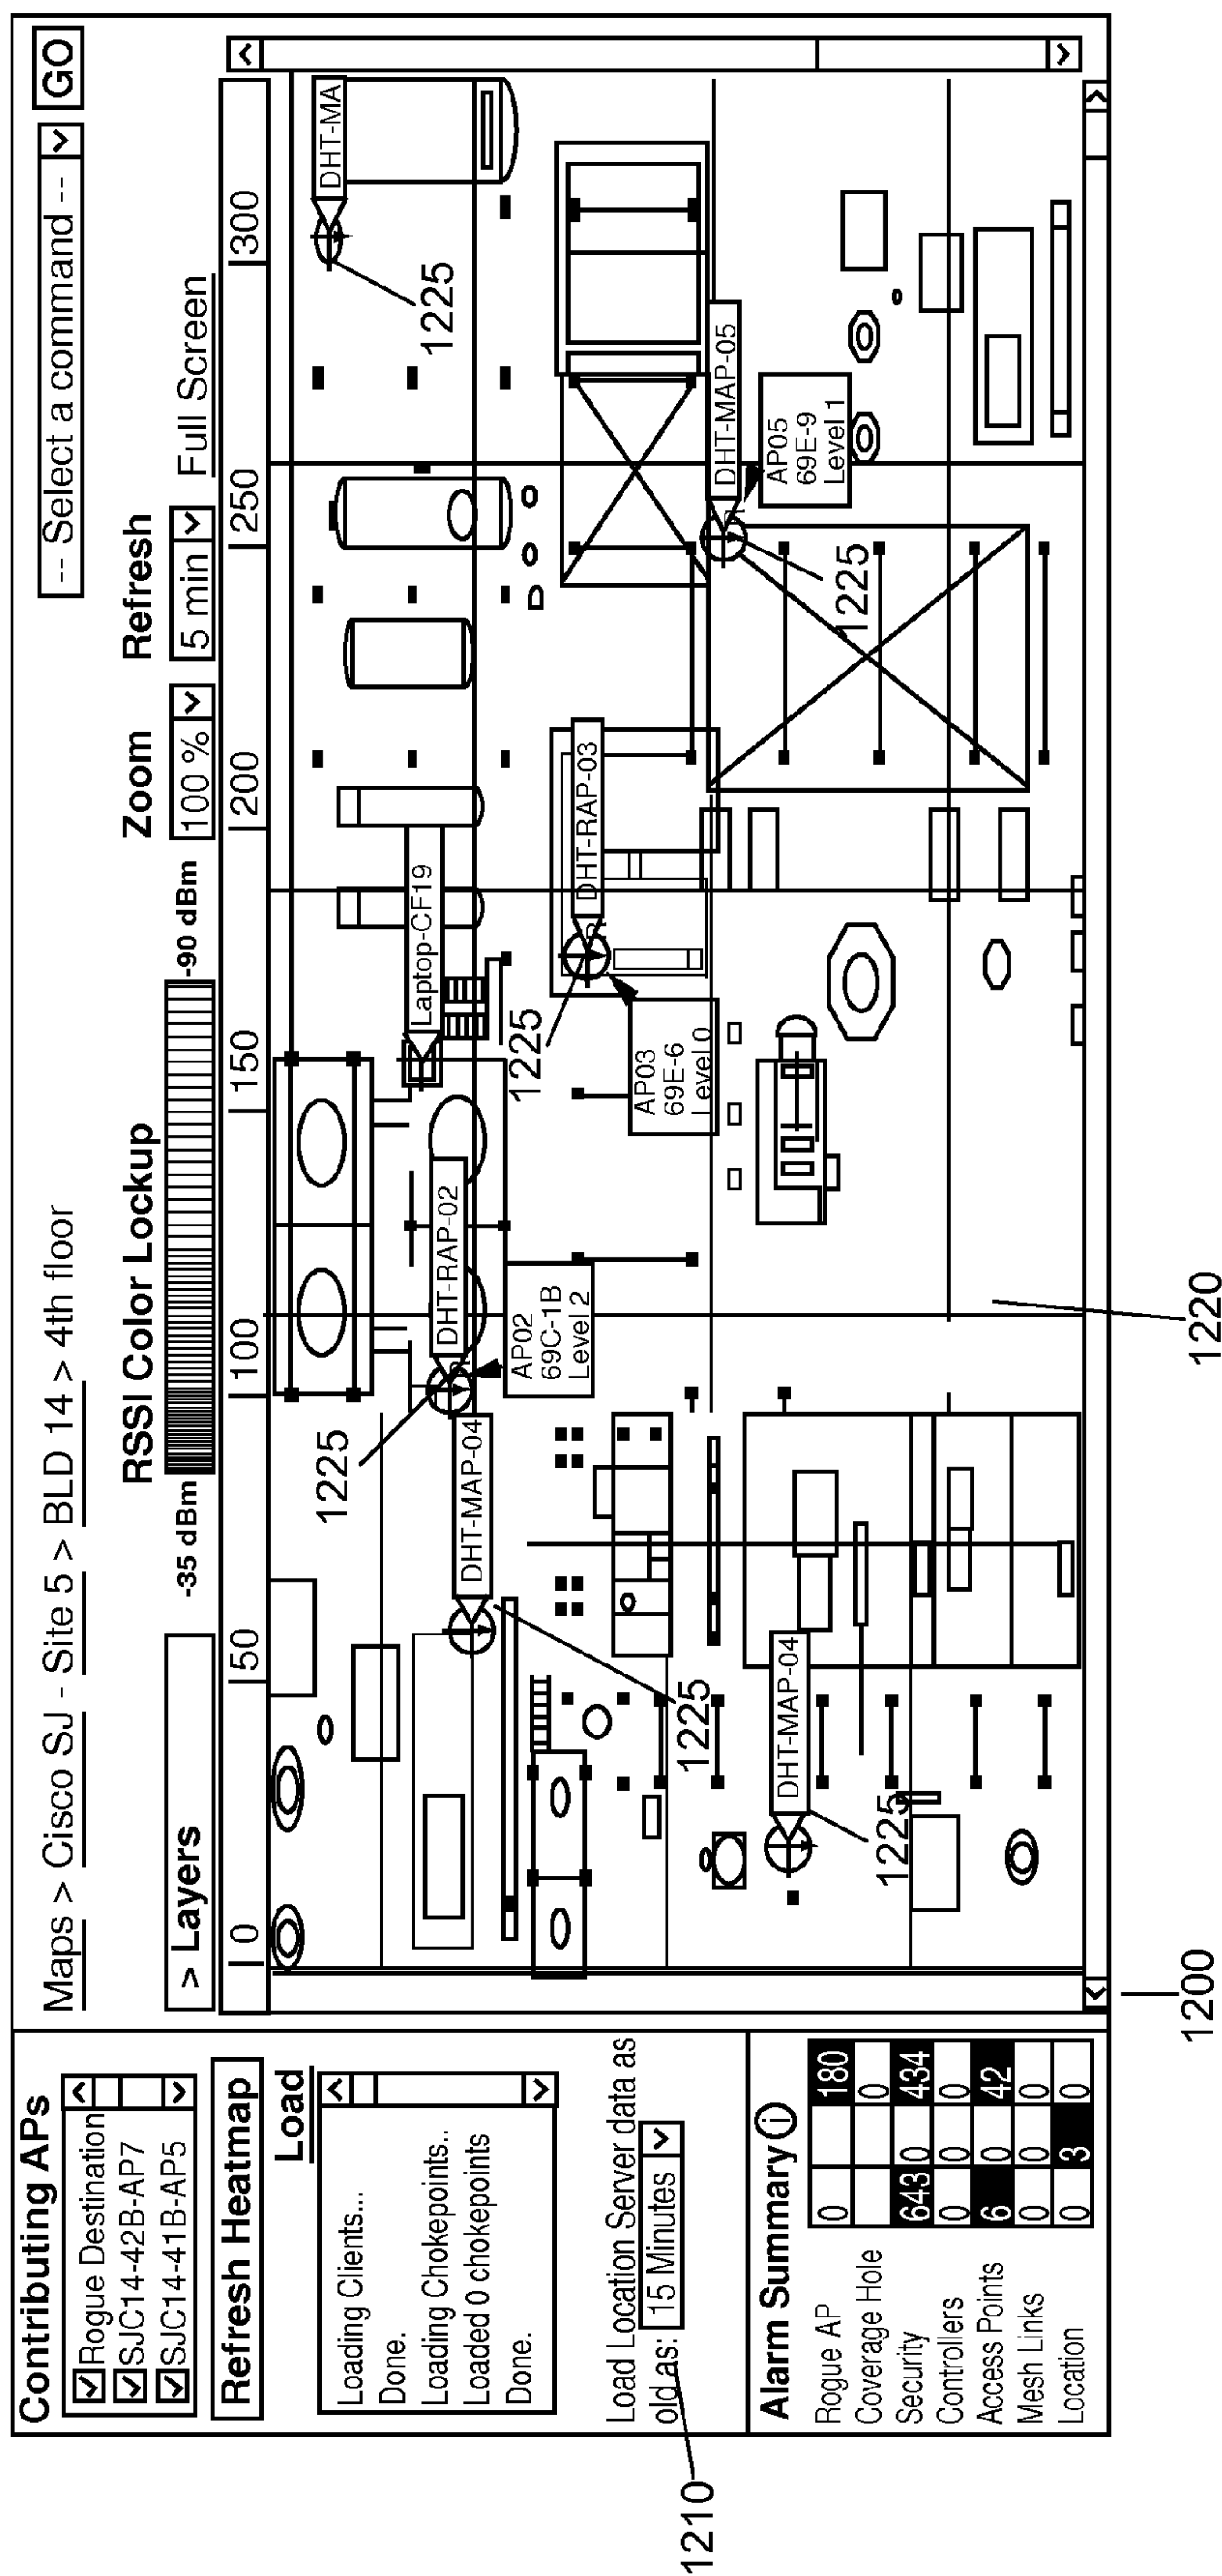 Contributing APs
Rogue Destination
SJC14-42B-AP7
SJC14-41B-AP5
Refresh Heatmap
Load
Loading Clients...
Done.
Loading Chokepoints..
Loaded 0 chokepoints
Done.
Load Location Server data as
old as: 15 Minutes
Alarm Summary i
Rogue AP 0 180
Coverage Hole 0
Security 643 0 434
Controllers 0 0 0
Access Points 6 0 42
Mesh Links 0 0 0
Location 0 3 0
Maps > Cisco SJ - Site 5 > BLD 14 > 4th floor
-- Select a command -- GO
RSSI Color Lockup Zoom Refresh
> Layers -35 dBm -90 dBm 100 % 5 min Full Screen
0 50 100 150 200 250 300
DHT-MA
1225
1225
Laptop-CF19
DHT-RAP-02
DHT-MAP-04
AP02
69C-1B
Level 2
1225
DHT-RAP-03
AP03
69E-6
Level 0
DHT-MAP-05
AP05
69E-9
Level 1
1225
1225
DHT-MAP-04
1225
1210
1200
1220